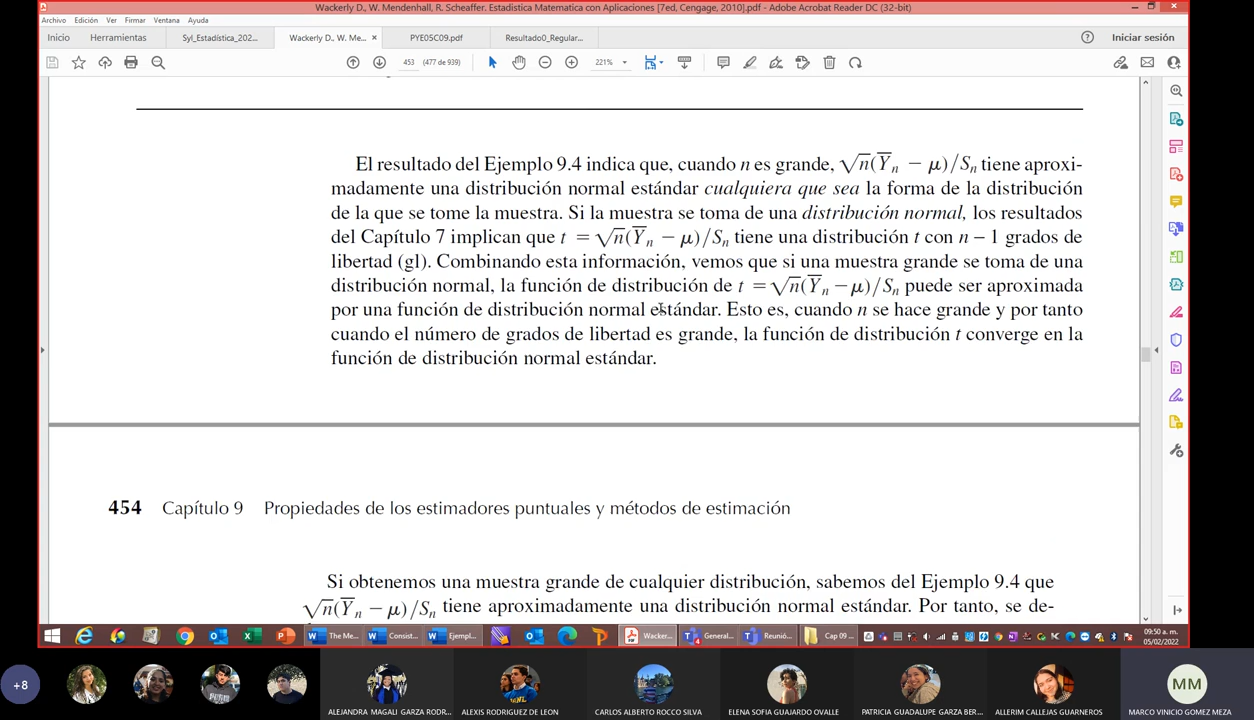 Wackerly D., W. Mendenhall, R. Scheaffer. Estadistica Matematica con Aplicaciones [7ed, Cengage, 2010].pdf - Adobe Acrobat Reader DC (32-bit)
Archivo Edición Ver Firmar Ventana Ayuda
Inicio Herramientas Syl_Estadística_202... Wackerly D., W. Me... × PYE05C09.pdf Resultado0_Regular... Iniciar sesión
453 (477 de 939) 221%
El resultado del Ejemplo 9.4 indica que, cuando n es grande, √n(Y̅n − μ)/Sn tiene aproxi-
madamente una distribución normal estándar cualquiera que sea la forma de la distribución
de la que se tome la muestra. Si la muestra se toma de una distribución normal, los resultados
del Capítulo 7 implican que t = √n(Y̅n − μ)/Sn tiene una distribución t con n − 1 grados de
libertad (gl). Combinando esta información, vemos que si una muestra grande se toma de una
distribución normal, la función de distribución de t = √n(Y̅n − μ)/Sn puede ser aproximada
por una función de distribución normal estándar. Esto es, cuando n se hace grande y por tanto
cuando el número de grados de libertad es grande, la función de distribución t converge en la
función de distribución normal estándar.
454 Capítulo 9 Propiedades de los estimadores puntuales y métodos de estimación
Si obtenemos una muestra grande de cualquier distribución, sabemos del Ejemplo 9.4 que
√n(Y̅n − μ)/Sn tiene aproximadamente una distribución normal estándar. Por tanto, se de-
The Me... Consist... Ejempl... Wacker... General... Reunió... Cap 09 ... 09:50 a. m.
05/02/2022
+8 MM
ALEJANDRA MAGALI GARZA RODR... ALEXIS RODRIGUEZ DE LEON CARLOS ALBERTO ROCCO SILVA ELENA SOFIA GUAJARDO OVALLE PATRICIA GUADALUPE GARZA BER... ALLERIM CALLEJAS GUARNEROS MARCO VINICIO GOMEZ MEZA